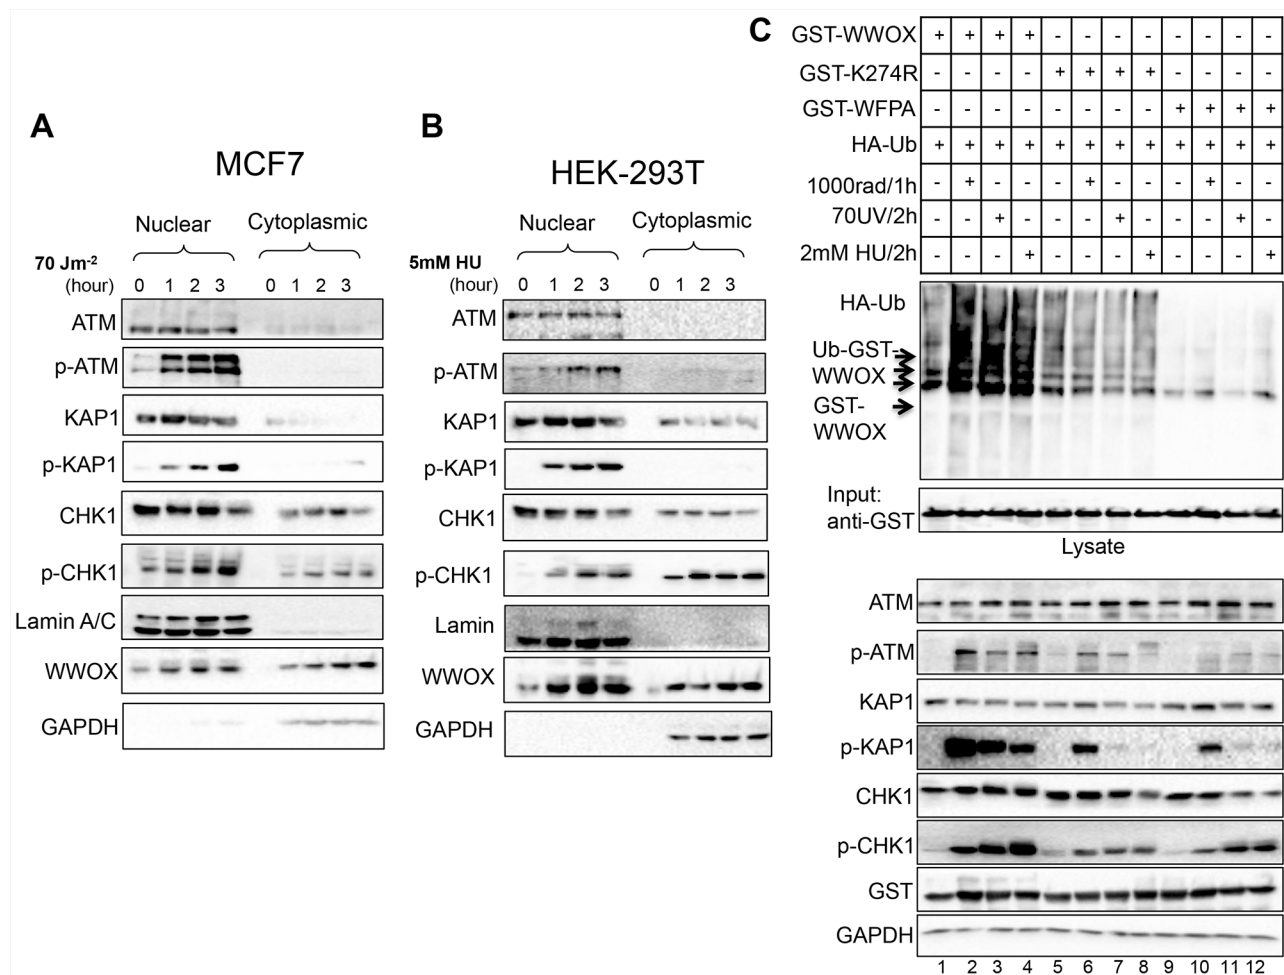 A
MCF7
Nuclear Cytoplasmic
70 Jm-2
(hour) 0 1 2 3 0 1 2 3
ATM
p-ATM
KAP1
p-KAP1
CHK1
p-CHK1
Lamin A/C
WWOX
GAPDH
B
HEK-293T
Nuclear Cytoplasmic
5mM HU
(hour) 0 1 2 3 0 1 2 3
ATM
p-ATM
KAP1
p-KAP1
CHK1
p-CHK1
Lamin
WWOX
GAPDH
C
GST-WWOX + + + + - - - - - - - -
GST-K274R - - - - + + + + - - - -
GST-WFPA - - - - - - - - + + + +
HA-Ub + + + + + + + + + + + +
1000rad/1h - + - - - + - - - + - -
70UV/2h - - + - - - + - - - + -
2mM HU/2h - - - + - - - + - - - +
HA-Ub
Ub-GST-
WWOX
GST-
WWOX
Input:
anti-GST
Lysate
ATM
p-ATM
KAP1
p-KAP1
CHK1
p-CHK1
GST
GAPDH
1 2 3 4 5 6 7 8 9 10 11 12